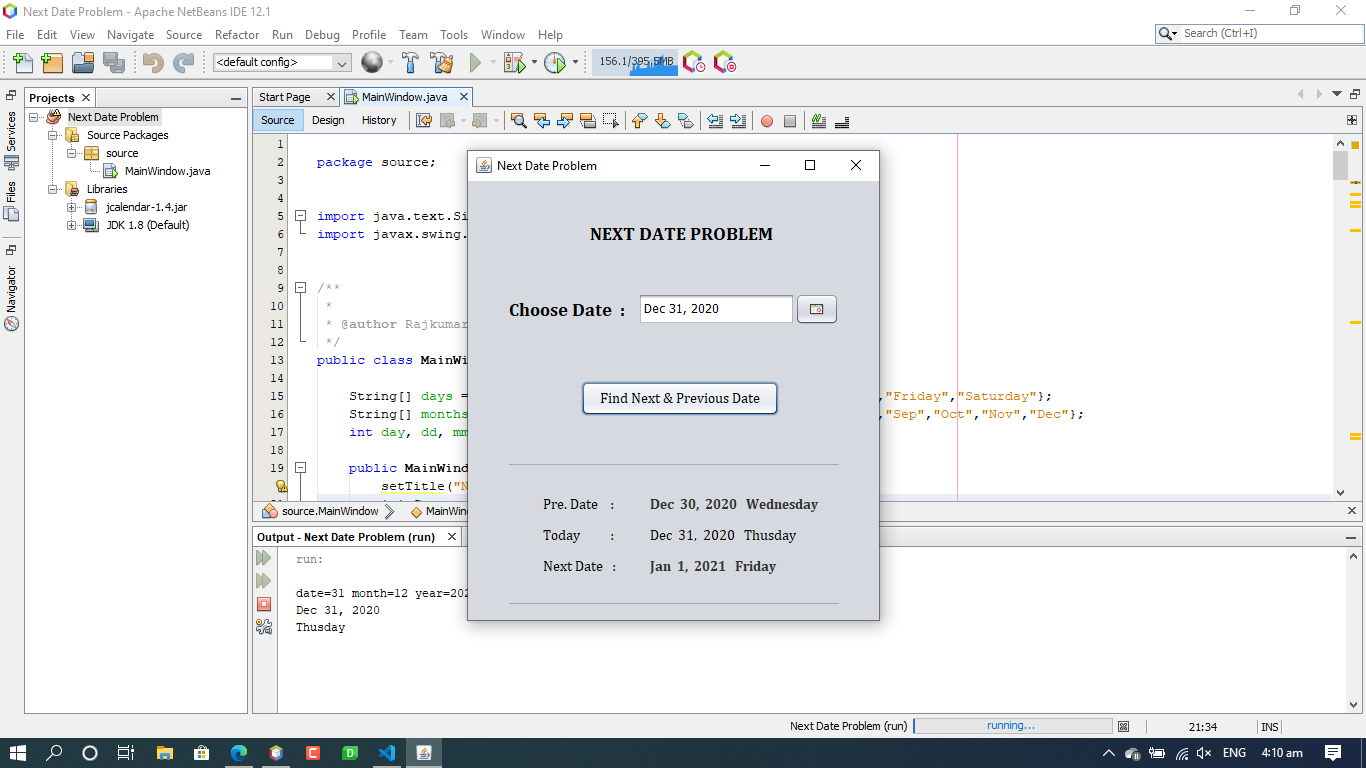 Next Date Problem - Apache NetBeans IDE 12.1
File Edit View Navigate Source Refactor Run Debug Profile Team Tools Window Help
Search (Ctrl+I)
<default config>
156.1/395.5MB
Projects
Start Page
MainWindow.java
Services
Files
Navigator
Next Date Problem
Source Packages
source
MainWindow.java
Libraries
jcalendar-1.4.jar
JDK 1.8 (Default)
Source Design History
1
2 package source;
3
4
5 import java.text.Si
6 import javax.swing.
7
8
9 /**
10 *
11 * @author Rajkumar
12 */
13 public class MainWi
14
15 String[] days = ,"Friday","Saturday"};
16 String[] months ,"Sep","Oct","Nov","Dec"};
17 int day, dd, mm
18
19 public MainWind
setTitle("N
source.MainWindow
MainWin
Next Date Problem
NEXT DATE PROBLEM
Choose Date :
Dec 31, 2020
Find Next & Previous Date
Pre. Date : Dec 30, 2020 Wednesday
Today : Dec 31, 2020 Thusday
Next Date : Jan 1, 2021 Friday
Output - Next Date Problem (run)
run:
date=31 month=12 year=202
Dec 31, 2020
Thusday
Next Date Problem (run)
running...
21:34
INS
ENG
4:10 am